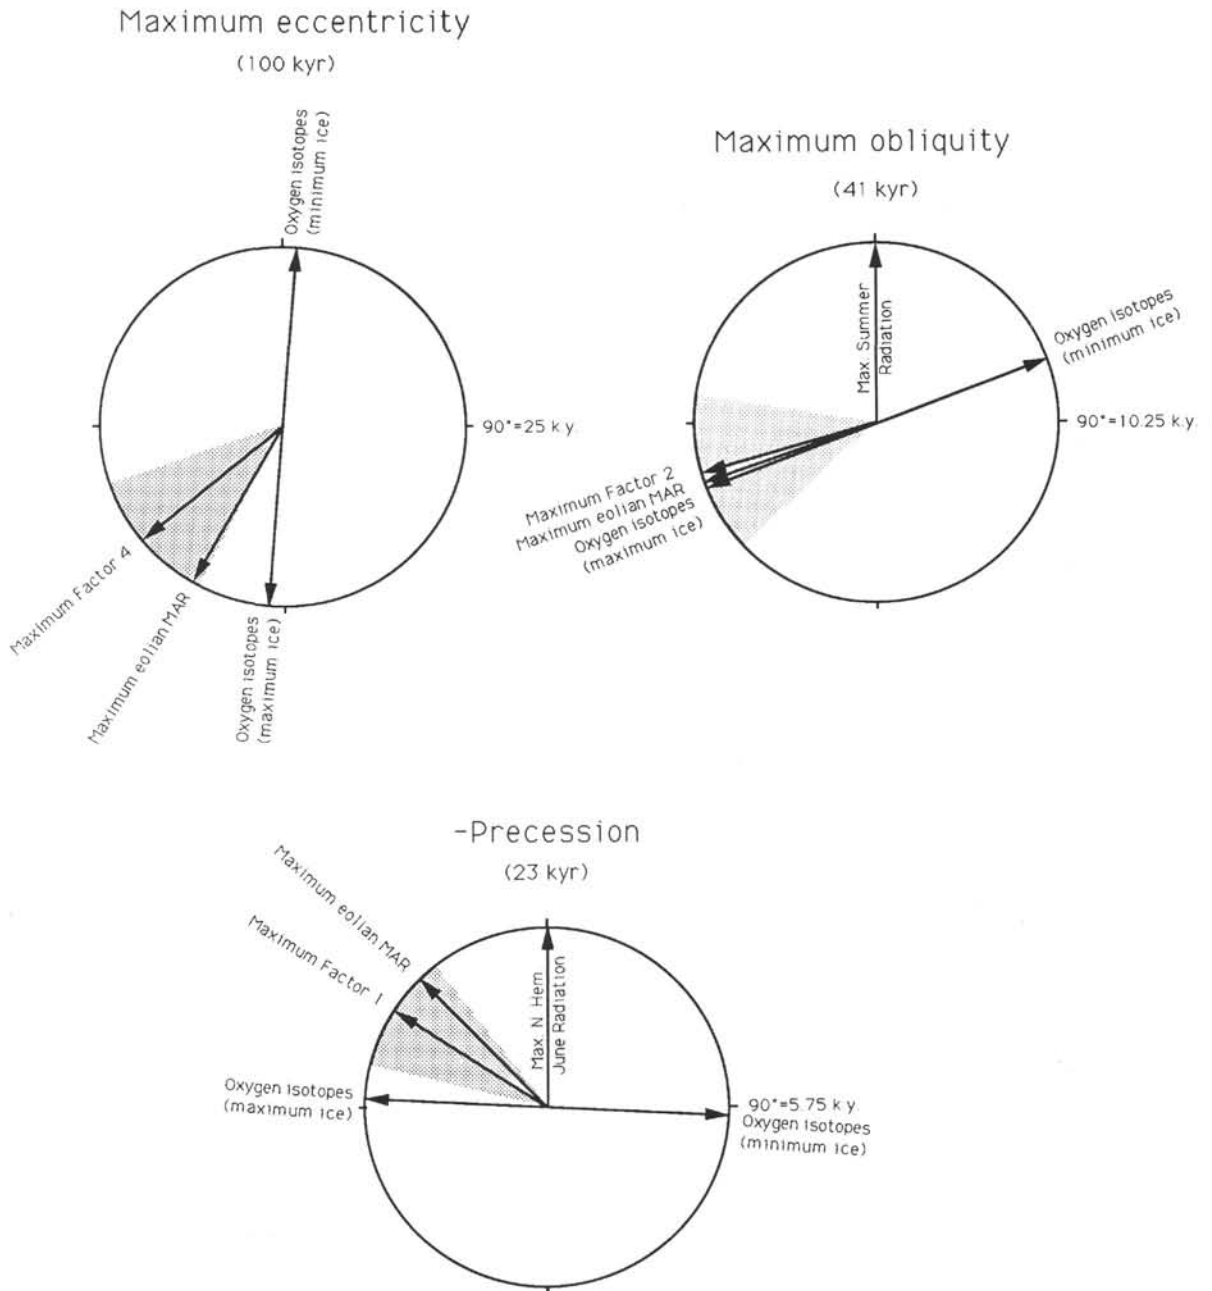 Maximum eccentricity
(100 kyr)
Oxygen isotopes
(minimum ice)
90°=25 k.y.
Maximum Factor 4
Maximum eolian MAR
Oxygen isotopes
(maximum ice)
Maximum obliquity
(41 kyr)
Max. Summer
Radiation
Oxygen isotopes
(minimum ice)
90°=10.25 k.y.
Maximum Factor 2
Maximum eolian MAR
Oxygen isotopes
(maximum ice)
-Precession
(23 kyr)
Maximum eolian MAR
Maximum Factor 1
Max. N. Hem
June Radiation
Oxygen isotopes
(maximum ice)
90°=5.75 k.y.
Oxygen isotopes
(minimum ice)